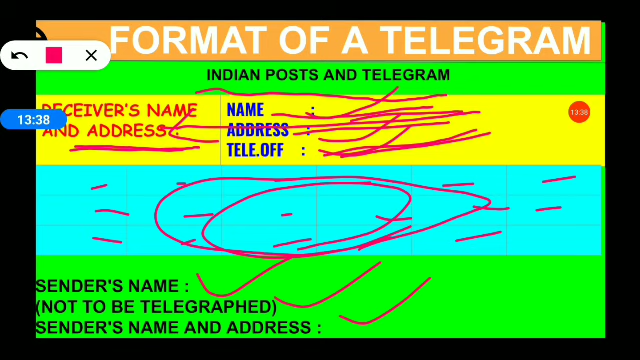 FORMAT OF A TELEGRAM
INDIAN POSTS AND TELEGRAM
RECEIVER'S NAME
AND ADDRESS :
NAME :
ADDRESS :
TELE.OFF :
13:38
13:38
SENDER'S NAME :
(NOT TO BE TELEGRAPHED)
SENDER'S NAME AND ADDRESS :